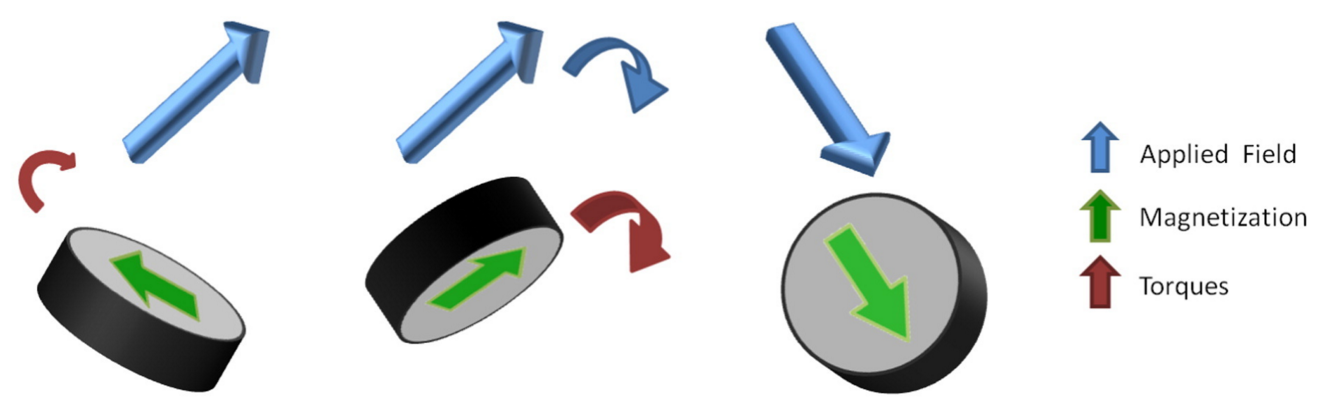 Applied Field
Magnetization
Torques